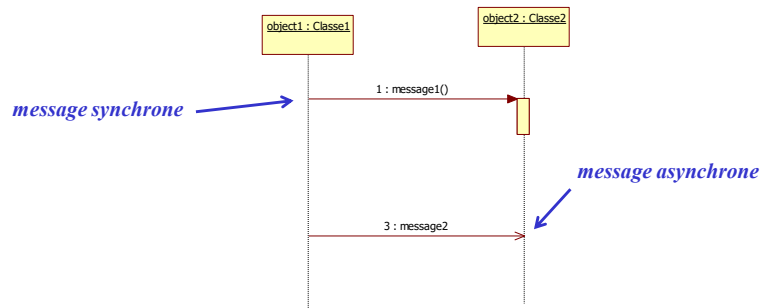 object1 : Classe1
object2 : Classe2
1 : message1()
message synchrone
message asynchrone
3 : message2